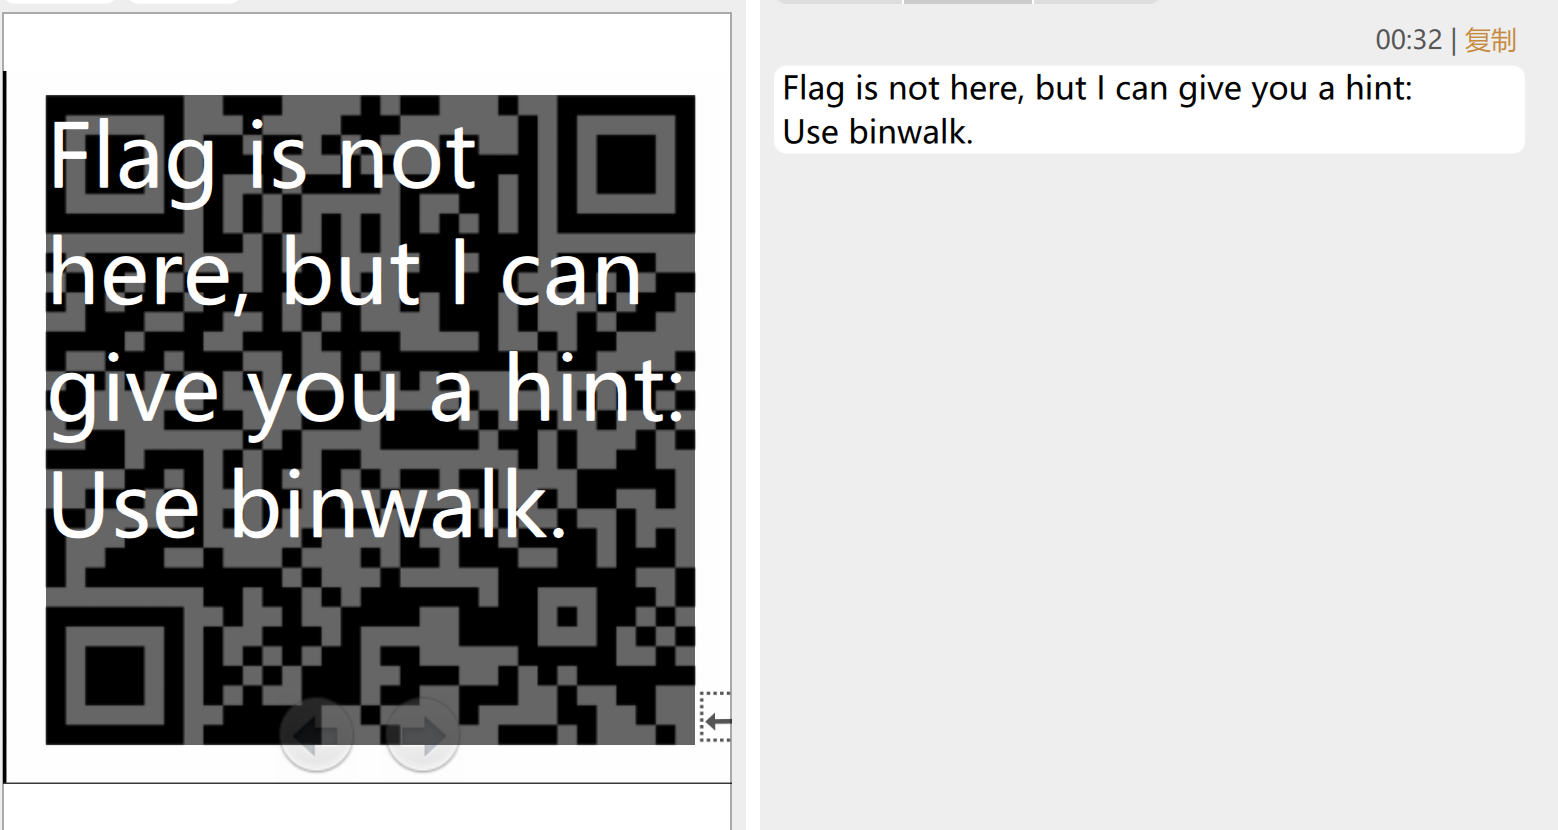 Flag is not
here, but I can
give you a hint:
Use binwalk.
00:32 | 复制
Flag is not here, but I can give you a hint:
Use binwalk.